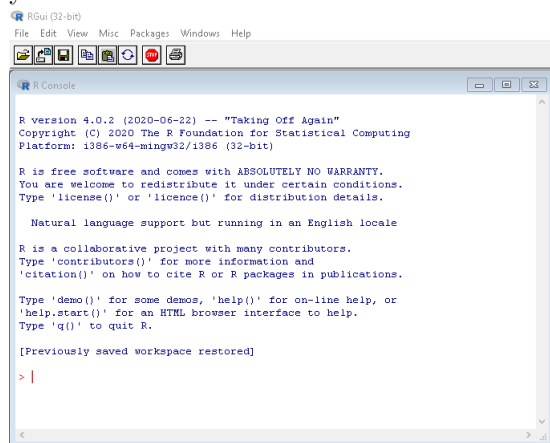 RGui (32-bit)
File Edit View Misc Packages Windows Help
STOP
R Console
R version 4.0.2 (2020-06-22) -- "Taking Off Again"
Copyright (C) 2020 The R Foundation for Statistical Computing
Platform: i386-w64-mingw32/i386 (32-bit)
R is free software and comes with ABSOLUTELY NO WARRANTY.
You are welcome to redistribute it under certain conditions.
Type 'license()' or 'licence()' for distribution details.
Natural language support but running in an English locale
R is a collaborative project with many contributors.
Type 'contributors()' for more information and
'citation()' on how to cite R or R packages in publications.
Type 'demo()' for some demos, 'help()' for on-line help, or
'help.start()' for an HTML browser interface to help.
Type 'q()' to quit R.
[Previously saved workspace restored]
>